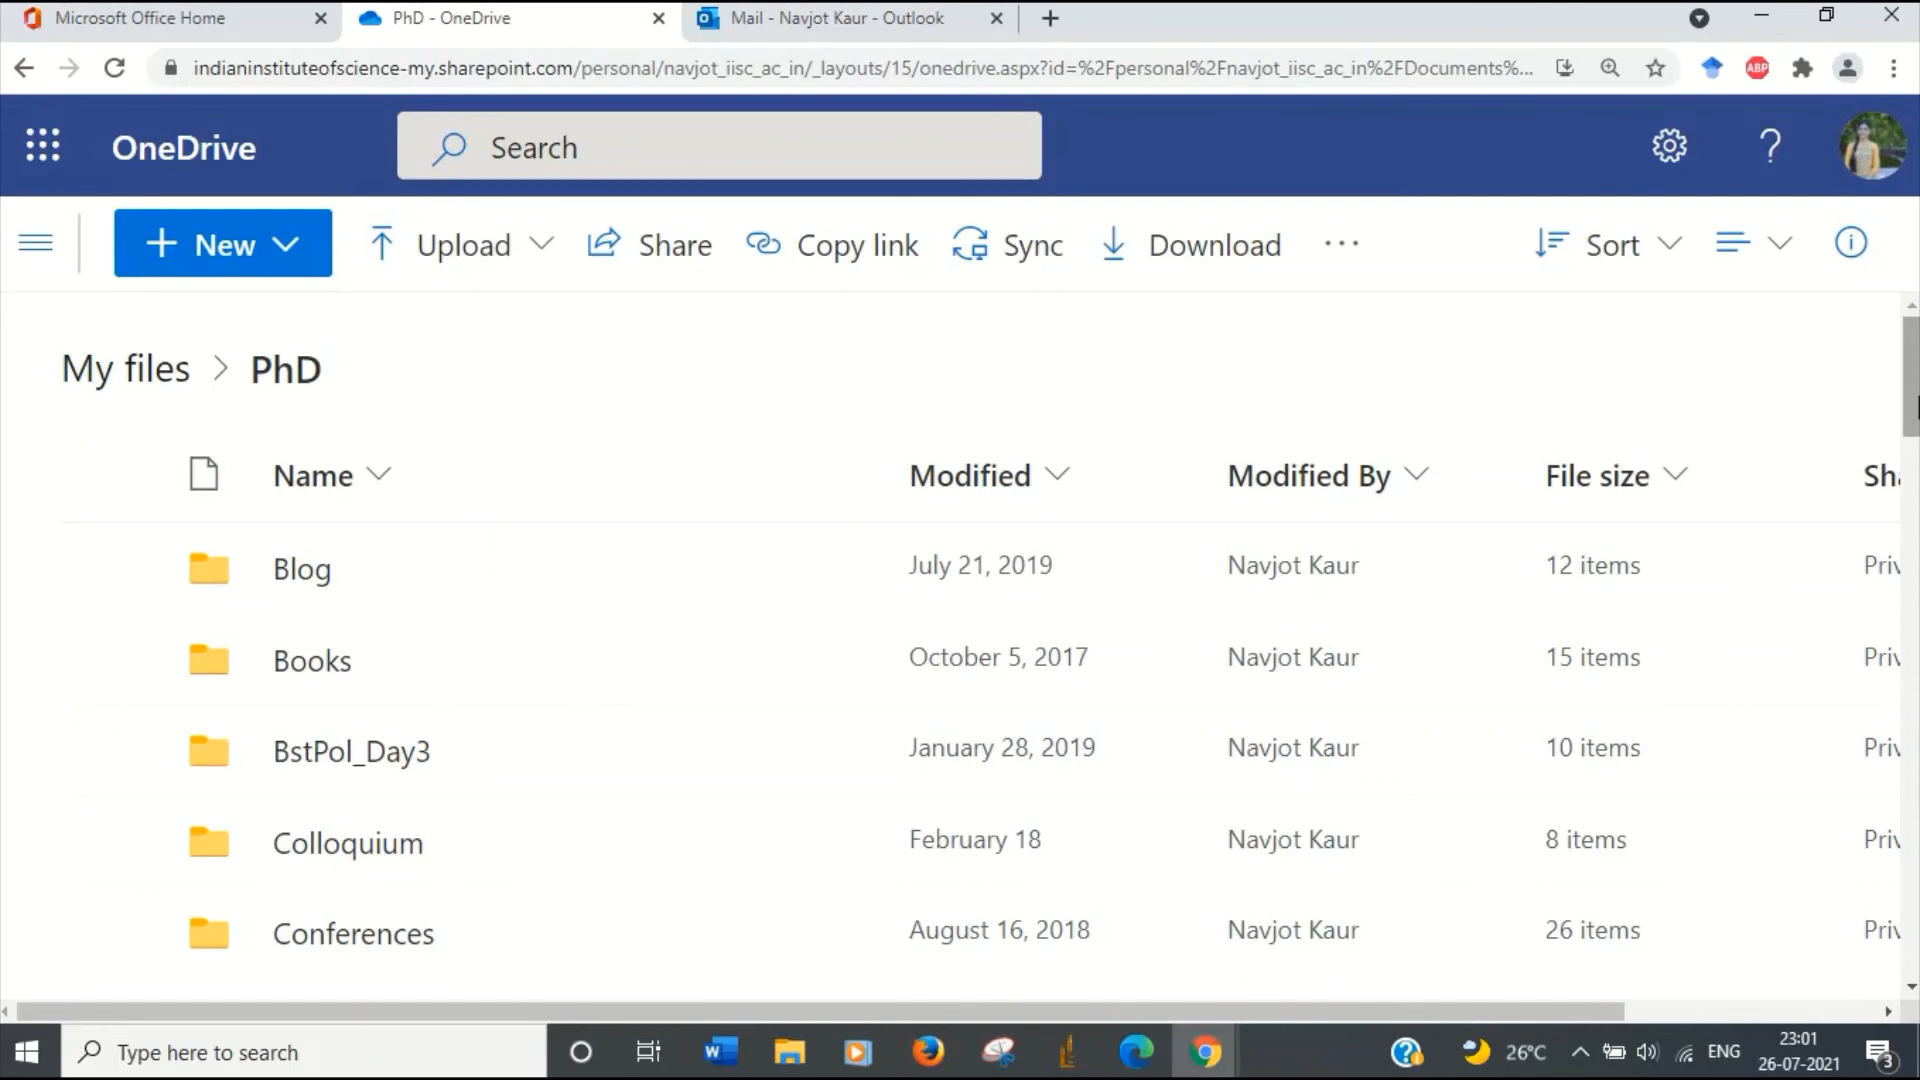 Microsoft Office Home
PhD - OneDrive
Mail - Navjot Kaur - Outlook
indianinstituteofscience-my.sharepoint.com/personal/navjot_iisc_ac_in/_layouts/15/onedrive.aspx?id=%2Fpersonal%2Fnavjot_iisc_ac_in%2FDocuments%...
ABP
OneDrive
Search
?
+ New
Upload
Share
Copy link
Sync
Download
...
Sort
My files > PhD
Name Modified Modified By File size Sha
Blog July 21, 2019 Navjot Kaur 12 items Priv
Books October 5, 2017 Navjot Kaur 15 items Priv
BstPol_Day3 January 28, 2019 Navjot Kaur 10 items Priv
Colloquium February 18 Navjot Kaur 8 items Priv
Conferences August 16, 2018 Navjot Kaur 26 items Priv
Type here to search
26°C
ENG
23:01
26-07-2021
3